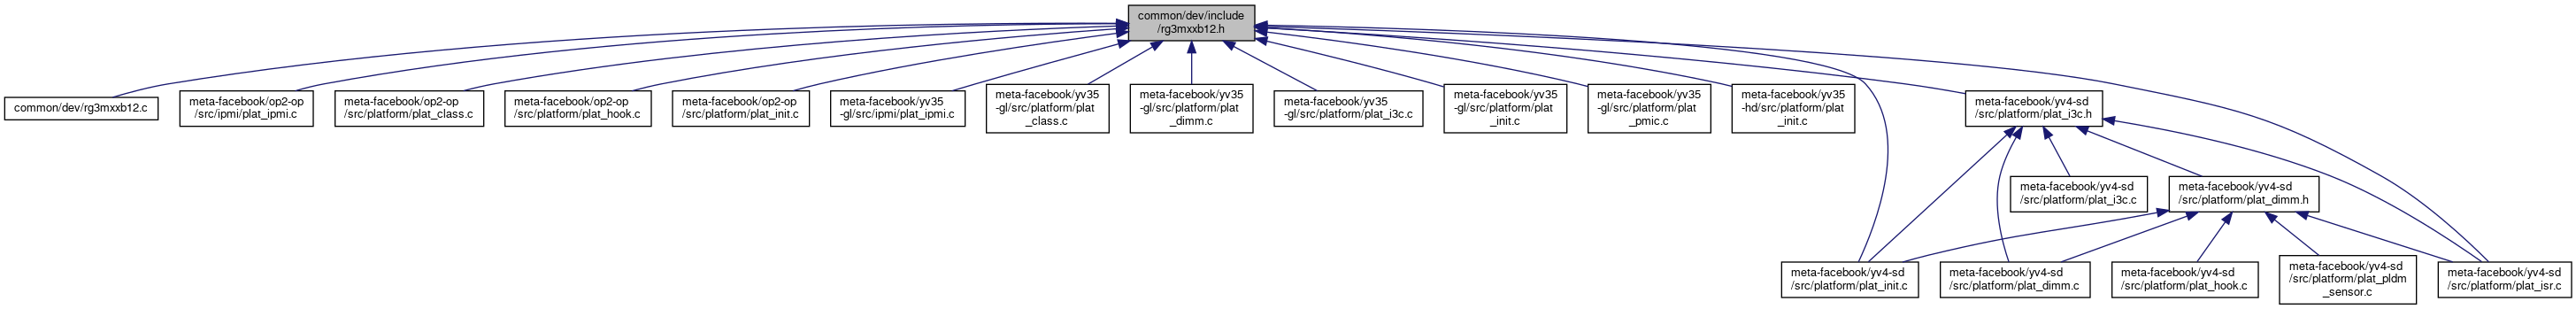 common/dev/include
/rg3mxxb12.h
common/dev/rg3mxxb12.c
meta-facebook/op2-op
/src/ipmi/plat_ipmi.c
meta-facebook/op2-op
/src/platform/plat_class.c
meta-facebook/op2-op
/src/platform/plat_hook.c
meta-facebook/op2-op
/src/platform/plat_init.c
meta-facebook/yv35
-gl/src/ipmi/plat_ipmi.c
meta-facebook/yv35
-gl/src/platform/plat
_class.c
meta-facebook/yv35
-gl/src/platform/plat
_dimm.c
meta-facebook/yv35
-gl/src/platform/plat_i3c.c
meta-facebook/yv35
-gl/src/platform/plat
_init.c
meta-facebook/yv35
-gl/src/platform/plat
_pmic.c
meta-facebook/yv35
-hd/src/platform/plat
_init.c
meta-facebook/yv4-sd
/src/platform/plat_i3c.h
meta-facebook/yv4-sd
/src/platform/plat_i3c.c
meta-facebook/yv4-sd
/src/platform/plat_dimm.h
meta-facebook/yv4-sd
/src/platform/plat_init.c
meta-facebook/yv4-sd
/src/platform/plat_dimm.c
meta-facebook/yv4-sd
/src/platform/plat_hook.c
meta-facebook/yv4-sd
/src/platform/plat_pldm
_sensor.c
meta-facebook/yv4-sd
/src/platform/plat_isr.c